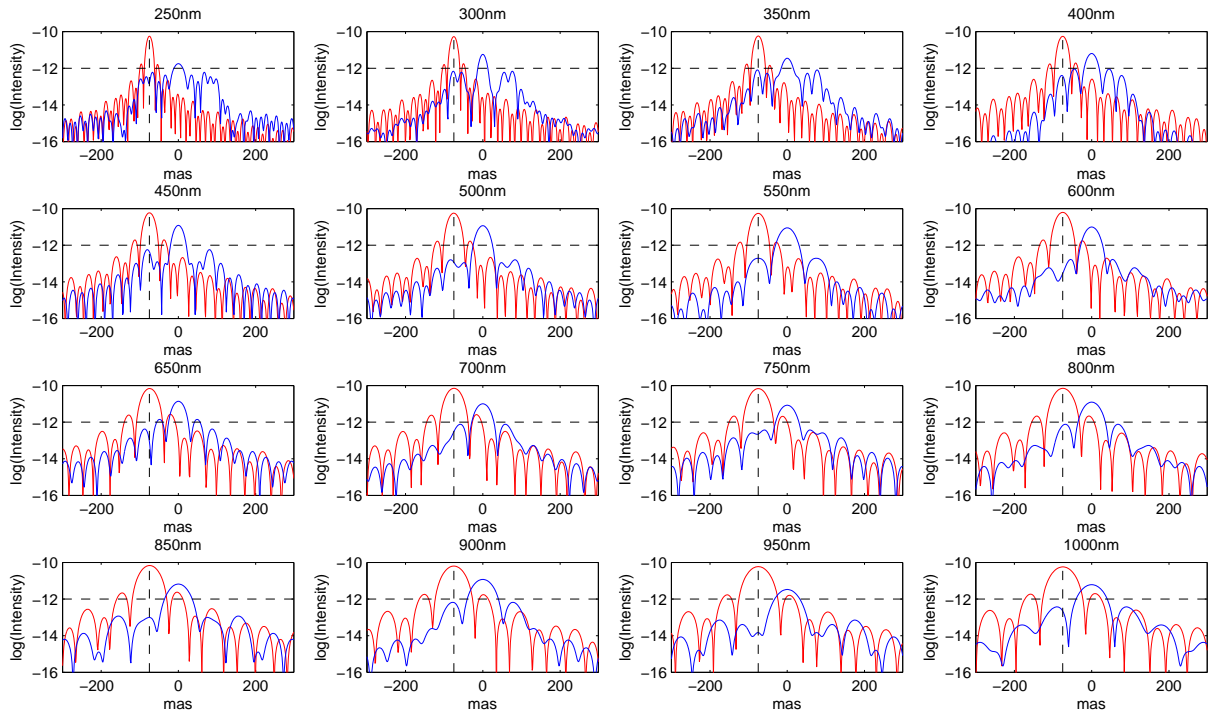 250nm 300nm 350nm 400nm
−10 −10 −10 −10
−12 −12 −12 −12
−14 −14 −14 −14
−16 −16 −16 −16
log(Intensity) log(Intensity) log(Intensity) log(Intensity)
−200 0 200 −200 0 200 −200 0 200 −200 0 200
mas mas mas mas
450nm 500nm 550nm 600nm
−10 −10 −10 −10
−12 −12 −12 −12
−14 −14 −14 −14
−16 −16 −16 −16
log(Intensity) log(Intensity) log(Intensity) log(Intensity)
−200 0 200 −200 0 200 −200 0 200 −200 0 200
mas mas mas mas
650nm 700nm 750nm 800nm
−10 −10 −10 −10
−12 −12 −12 −12
−14 −14 −14 −14
−16 −16 −16 −16
log(Intensity) log(Intensity) log(Intensity) log(Intensity)
−200 0 200 −200 0 200 −200 0 200 −200 0 200
mas mas mas mas
850nm 900nm 950nm 1000nm
−10 −10 −10 −10
−12 −12 −12 −12
−14 −14 −14 −14
−16 −16 −16 −16
log(Intensity) log(Intensity) log(Intensity) log(Intensity)
−200 0 200 −200 0 200 −200 0 200 −200 0 200
mas mas mas mas